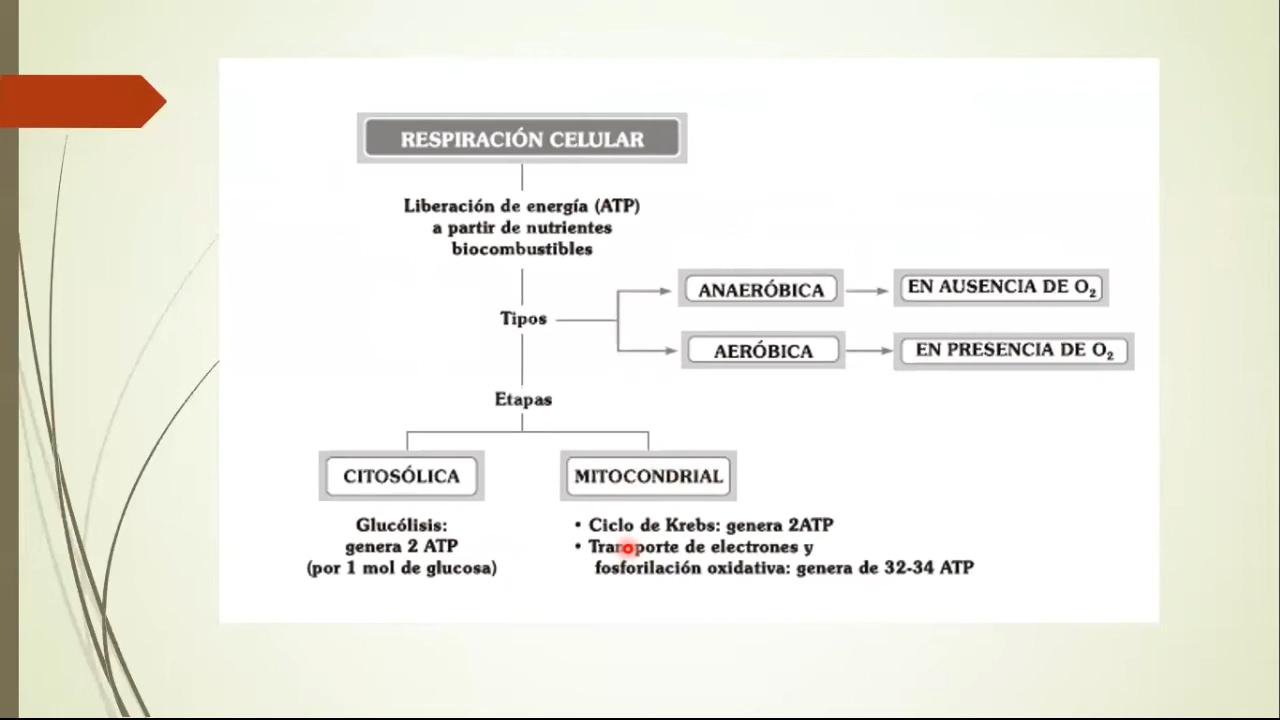 RESPIRACIÓN CELULAR
Liberación de energía (ATP)
a partir de nutrientes
biocombustibles
Tipos
ANAERÓBICA
EN AUSENCIA DE O₂
AERÓBICA
EN PRESENCIA DE O₂
Etapas
CITOSÓLICA
Glucólisis:
genera 2 ATP
(por 1 mol de glucosa)
MITOCONDRIAL
• Ciclo de Krebs: genera 2ATP
• Transporte de electrones y
fosforilación oxidativa: genera de 32-34 ATP